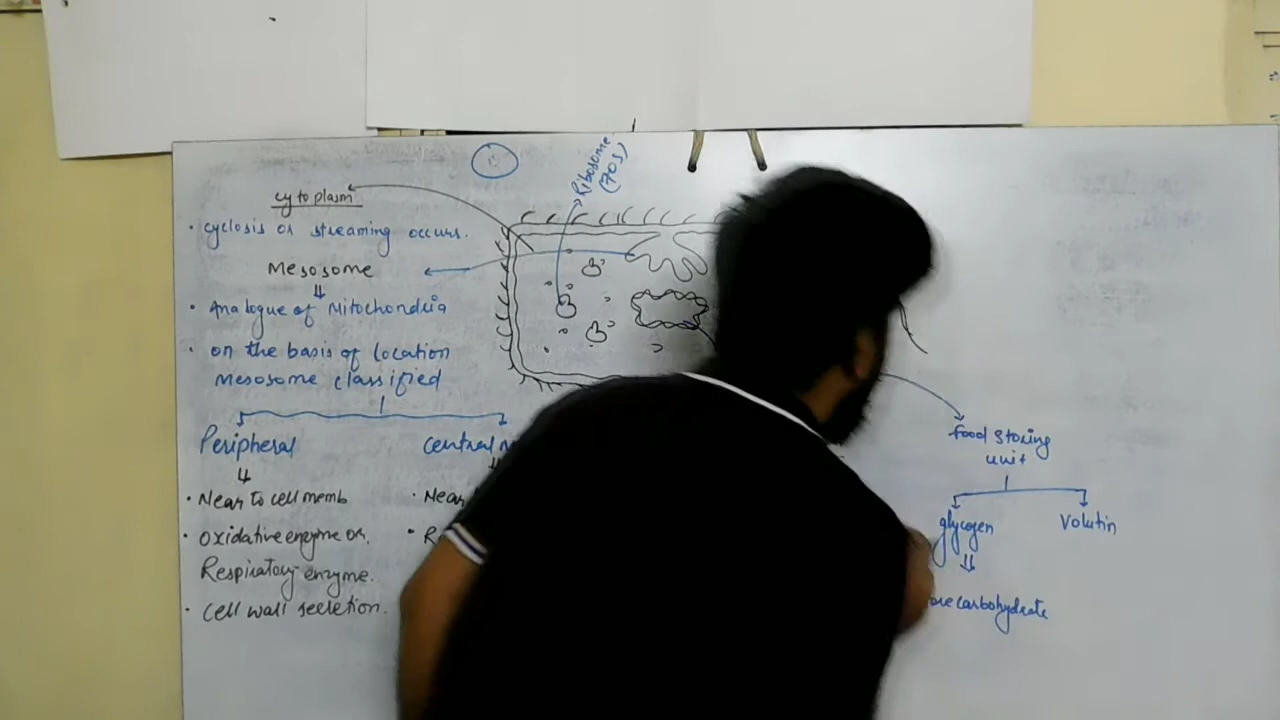 Ribosome
(70s)
cytoplasm
• cyclosis or streaming occurs.
Mesosome
• Analogue of Mitochondria
• on the basis of location
Mesosome classified
Peripheral
central
• Near to cell memb
• Near
• oxidative enzyme or.
• R
Respiratory enzyme.
• cell wall secretion.
food storing
unit
glycogen
Volutin
ore carbohydrate